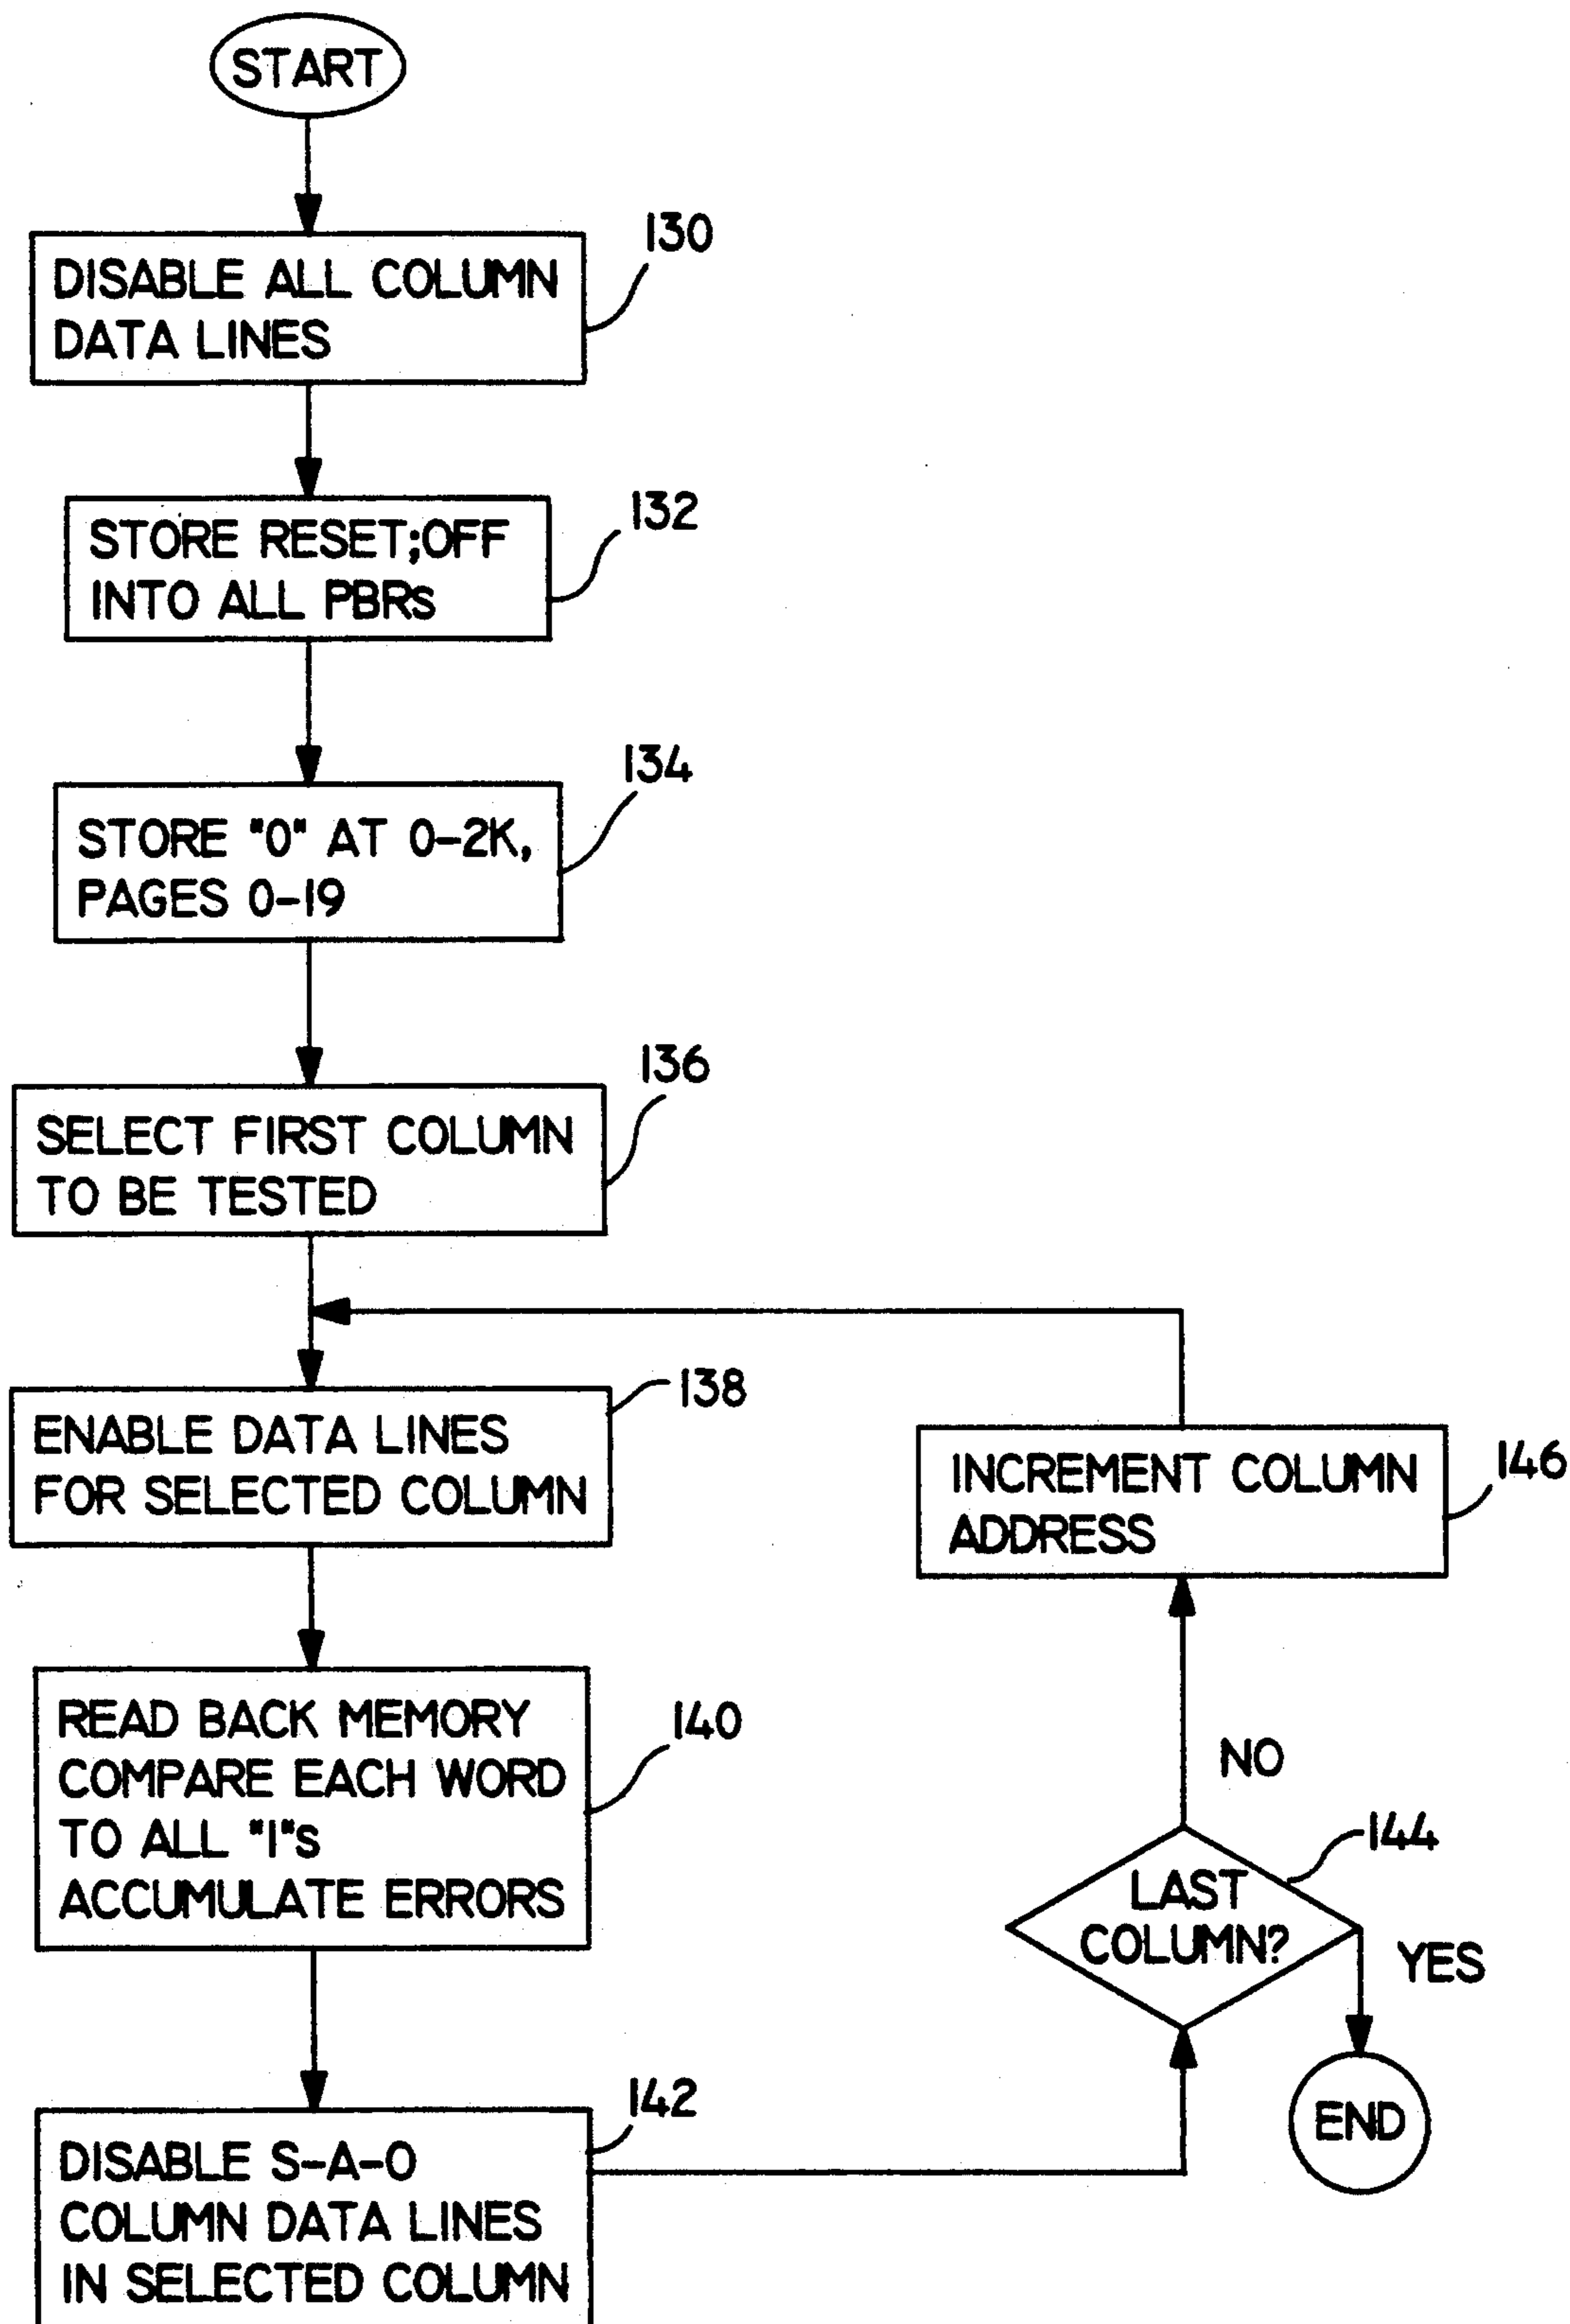 START
130
DISABLE ALL COLUMN
DATA LINES
132
STORE RESET;OFF
INTO ALL PBRs
134
STORE "0" AT 0-2K,
PAGES 0-19
136
SELECT FIRST COLUMN
TO BE TESTED
138
ENABLE DATA LINES
FOR SELECTED COLUMN
146
INCREMENT COLUMN
ADDRESS
140
READ BACK MEMORY
COMPARE EACH WORD
TO ALL "1"s
ACCUMULATE ERRORS
NO
144
LAST
COLUMN?
YES
END
142
DISABLE S-A-O
COLUMN DATA LINES
IN SELECTED COLUMN